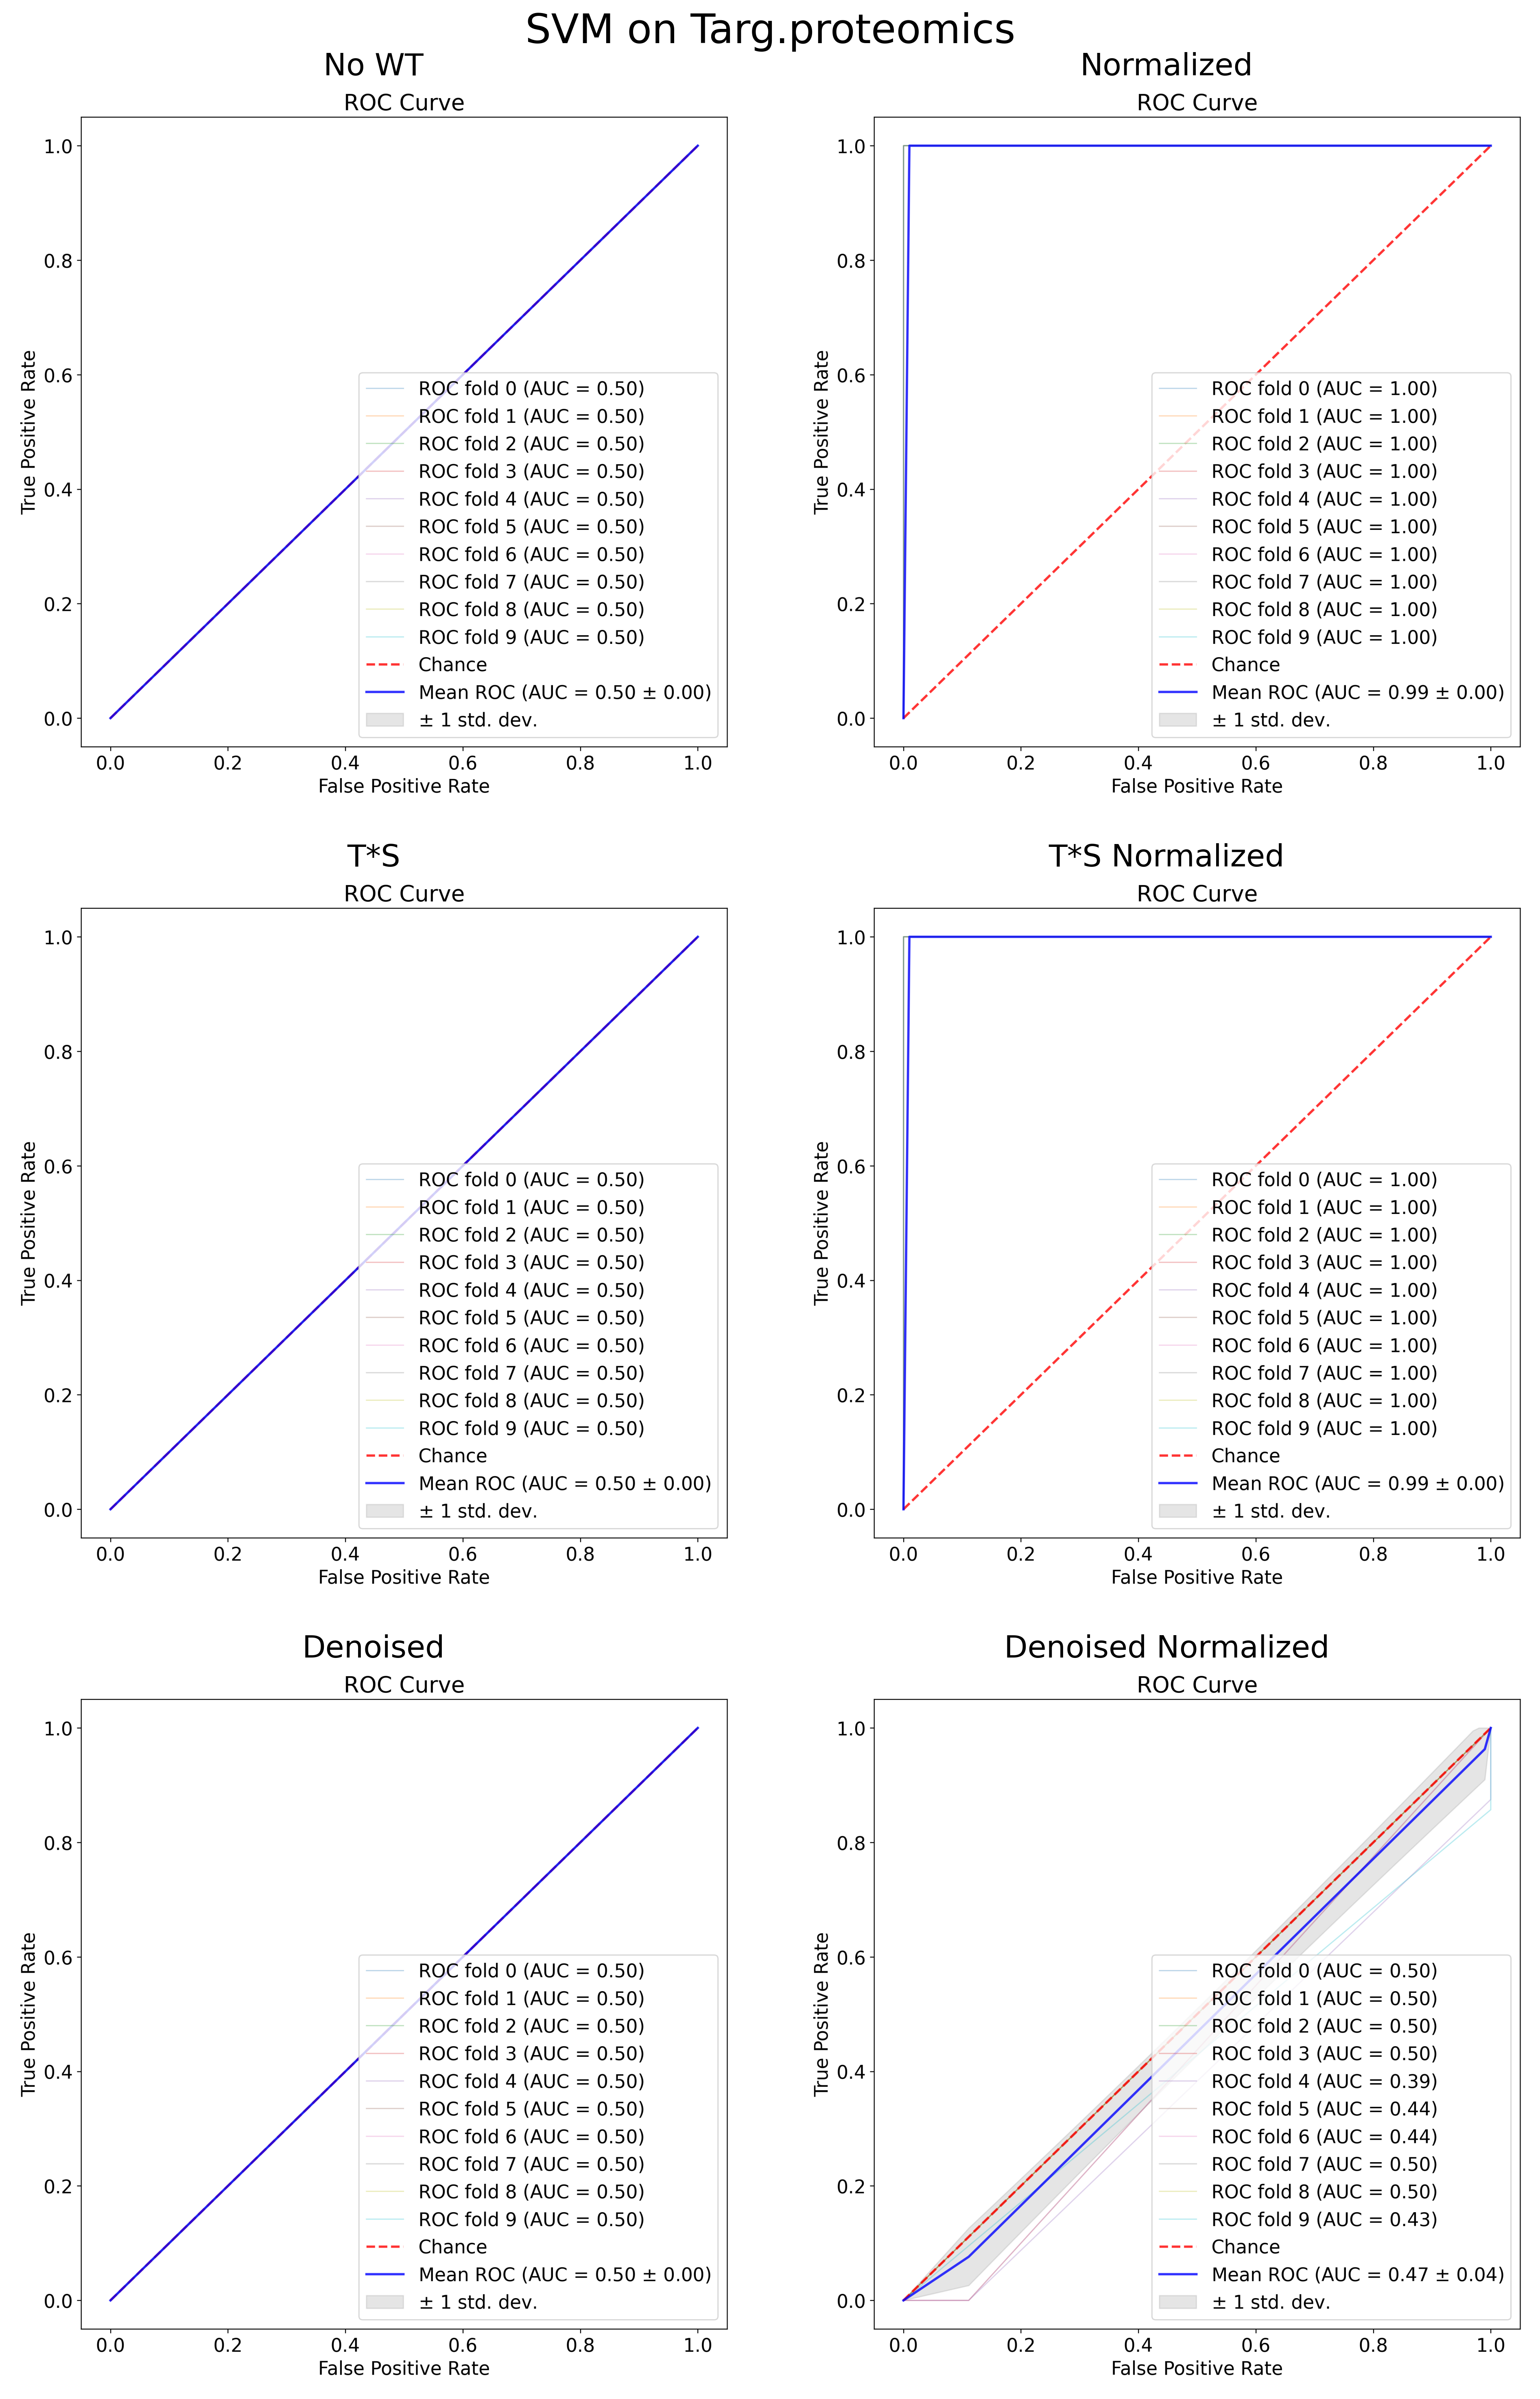 SVM on Targ.proteomics
No WT
ROC Curve
1.0
0.8
0.6
0.4
0.2
0.0
True Positive Rate
ROC fold 0 (AUC = 0.50)
ROC fold 1 (AUC = 0.50)
ROC fold 2 (AUC = 0.50)
ROC fold 3 (AUC = 0.50)
ROC fold 4 (AUC = 0.50)
ROC fold 5 (AUC = 0.50)
ROC fold 6 (AUC = 0.50)
ROC fold 7 (AUC = 0.50)
ROC fold 8 (AUC = 0.50)
ROC fold 9 (AUC = 0.50)
Chance
Mean ROC (AUC = 0.50 ± 0.00)
± 1 std. dev.
0.0 0.2 0.4 0.6 0.8 1.0
False Positive Rate
Normalized
ROC Curve
1.0
0.8
0.6
0.4
0.2
0.0
True Positive Rate
ROC fold 0 (AUC = 1.00)
ROC fold 1 (AUC = 1.00)
ROC fold 2 (AUC = 1.00)
ROC fold 3 (AUC = 1.00)
ROC fold 4 (AUC = 1.00)
ROC fold 5 (AUC = 1.00)
ROC fold 6 (AUC = 1.00)
ROC fold 7 (AUC = 1.00)
ROC fold 8 (AUC = 1.00)
ROC fold 9 (AUC = 1.00)
Chance
Mean ROC (AUC = 0.99 ± 0.00)
± 1 std. dev.
0.0 0.2 0.4 0.6 0.8 1.0
False Positive Rate
T*S
ROC Curve
1.0
0.8
0.6
0.4
0.2
0.0
True Positive Rate
ROC fold 0 (AUC = 0.50)
ROC fold 1 (AUC = 0.50)
ROC fold 2 (AUC = 0.50)
ROC fold 3 (AUC = 0.50)
ROC fold 4 (AUC = 0.50)
ROC fold 5 (AUC = 0.50)
ROC fold 6 (AUC = 0.50)
ROC fold 7 (AUC = 0.50)
ROC fold 8 (AUC = 0.50)
ROC fold 9 (AUC = 0.50)
Chance
Mean ROC (AUC = 0.50 ± 0.00)
± 1 std. dev.
0.0 0.2 0.4 0.6 0.8 1.0
False Positive Rate
T*S Normalized
ROC Curve
1.0
0.8
0.6
0.4
0.2
0.0
True Positive Rate
ROC fold 0 (AUC = 1.00)
ROC fold 1 (AUC = 1.00)
ROC fold 2 (AUC = 1.00)
ROC fold 3 (AUC = 1.00)
ROC fold 4 (AUC = 1.00)
ROC fold 5 (AUC = 1.00)
ROC fold 6 (AUC = 1.00)
ROC fold 7 (AUC = 1.00)
ROC fold 8 (AUC = 1.00)
ROC fold 9 (AUC = 1.00)
Chance
Mean ROC (AUC = 0.99 ± 0.00)
± 1 std. dev.
0.0 0.2 0.4 0.6 0.8 1.0
False Positive Rate
Denoised
ROC Curve
1.0
0.8
0.6
0.4
0.2
0.0
True Positive Rate
ROC fold 0 (AUC = 0.50)
ROC fold 1 (AUC = 0.50)
ROC fold 2 (AUC = 0.50)
ROC fold 3 (AUC = 0.50)
ROC fold 4 (AUC = 0.50)
ROC fold 5 (AUC = 0.50)
ROC fold 6 (AUC = 0.50)
ROC fold 7 (AUC = 0.50)
ROC fold 8 (AUC = 0.50)
ROC fold 9 (AUC = 0.50)
Chance
Mean ROC (AUC = 0.50 ± 0.00)
± 1 std. dev.
0.0 0.2 0.4 0.6 0.8 1.0
False Positive Rate
Denoised Normalized
ROC Curve
1.0
0.8
0.6
0.4
0.2
0.0
True Positive Rate
ROC fold 0 (AUC = 0.50)
ROC fold 1 (AUC = 0.50)
ROC fold 2 (AUC = 0.50)
ROC fold 3 (AUC = 0.50)
ROC fold 4 (AUC = 0.39)
ROC fold 5 (AUC = 0.44)
ROC fold 6 (AUC = 0.44)
ROC fold 7 (AUC = 0.50)
ROC fold 8 (AUC = 0.50)
ROC fold 9 (AUC = 0.43)
Chance
Mean ROC (AUC = 0.47 ± 0.04)
± 1 std. dev.
0.0 0.2 0.4 0.6 0.8 1.0
False Positive Rate